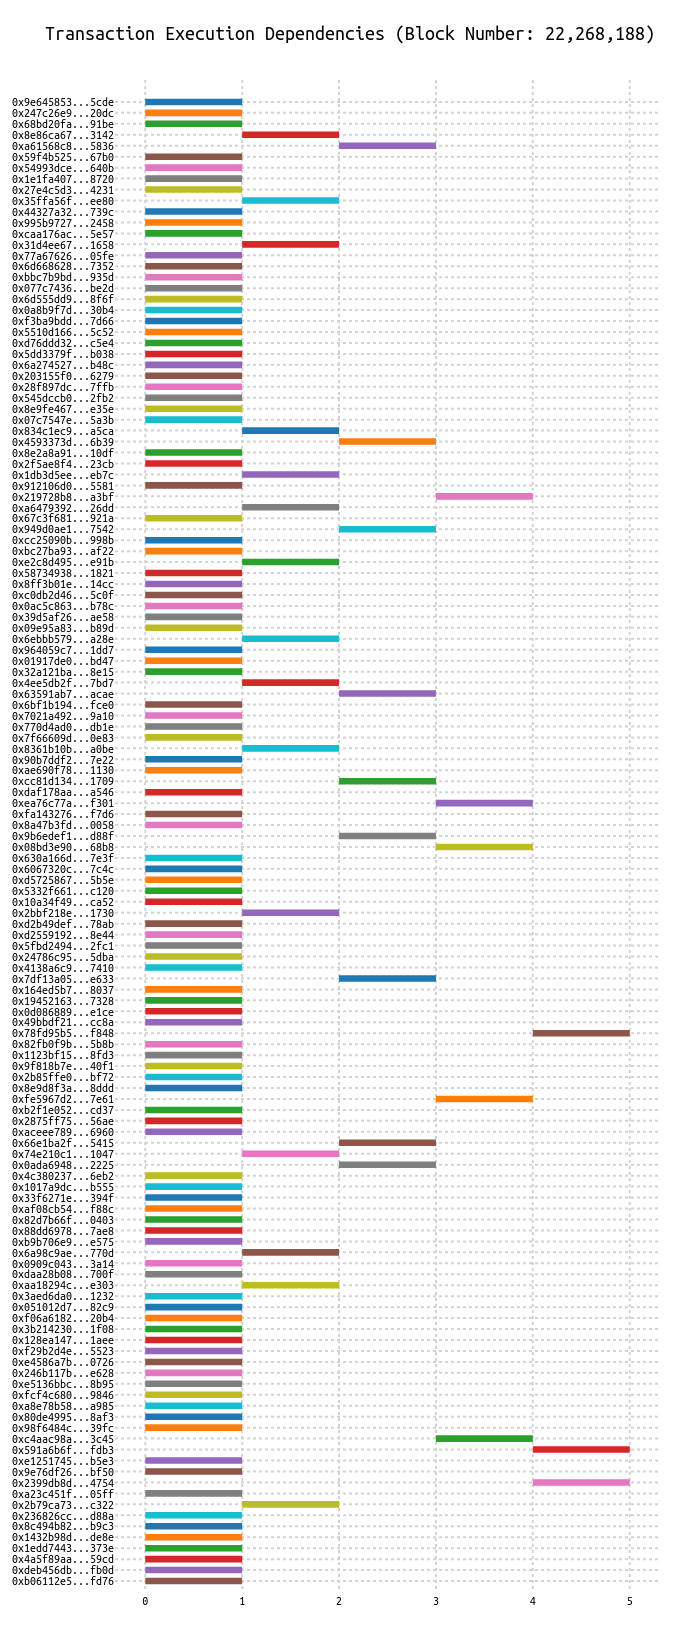 Transaction Execution Dependencies (Block Number: 22,268,188)
0x9e645853...5cde
0x247c26e9...20dc
0x68bd20fa...91be
0x8e86ca67...3142
0xa61568c8...5836
0x59f4b525...67b0
0x54993dce...640b
0x1e1fa407...8720
0x27e4c5d3...4231
0x35ffa56f...ee80
0x44327a32...739c
0x995b9727...2458
0xcaa176ac...5e57
0x31d4ee67...1658
0x77a67626...05fe
0x6d668628...7352
0xbbc7b9bd...935d
0x077c7436...be2d
0x6d555dd9...8f6f
0x0a8b9f7d...30b4
0xf3ba9bdd...7d66
0x5510d166...5c52
0xd76ddd32...c5e4
0x5dd3379f...b038
0x6a274527...b48c
0x203155f0...6279
0x28f897dc...7ffb
0x545dccb0...2fb2
0x8e9fe467...e35e
0x07c7547e...5a3b
0x834c1ec9...a5ca
0x4593373d...6b39
0x8e2a8a91...10df
0x2f5ae8f4...23cb
0x1db3d5ee...eb7c
0x912106d0...5581
0x219728b8...a3bf
0xa6479392...26dd
0x67c3f681...921a
0x949d0ae1...7542
0xcc25090b...998b
0xbc27ba93...af22
0xe2c8d495...e91b
0x58734938...1821
0x8ff3b01e...14cc
0xc0db2d46...5c0f
0x0ac5c863...b78c
0x39d5af26...ae58
0x09e95a83...b89d
0x6ebbb579...a28e
0x964059c7...1dd7
0x01917de0...bd47
0x32a121ba...8e15
0x4ee5db2f...7bd7
0x63591ab7...acae
0x6bf1b194...fce0
0x7021a492...9a10
0x770d4ad0...db1e
0x7f66609d...0e83
0x8361b10b...a0be
0x90b7ddf2...7e22
0xae690f78...1130
0xcc81d134...1709
0xdaf178aa...a546
0xea76c77a...f301
0xfa143276...f7d6
0x8a47b3fd...0058
0x9b6edef1...d88f
0x08bd3e90...68b8
0x630a166d...7e3f
0x6067320c...7c4c
0xd5725867...5b5e
0x5332f661...c120
0x10a34f49...ca52
0x2bbf218e...1730
0xd2b49def...78ab
0xd2559192...8e44
0x5fbd2494...2fc1
0x24786c95...5dba
0x4138a6c9...7410
0x7df13a05...e633
0x164ed5b7...8037
0x19452163...7328
0x0d086889...e1ce
0x49bbdf21...cc8a
0x78fd95b5...f848
0x82fb0f9b...5b8b
0x1123bf15...8fd3
0x9f818b7e...40f1
0x2b85ffe0...bf72
0x8e9d8f3a...8ddd
0xfe5967d2...7e61
0xb2f1e052...cd37
0x2875ff75...56ae
0xaceee789...6960
0x66e1ba2f...5415
0x74e210c1...1047
0x0ada6948...2225
0x4c380237...6eb2
0x1017a9dc...b555
0x33f6271e...394f
0xaf08cb54...f88c
0x82d7b66f...0403
0x88dd6978...7ae8
0xb9b706e9...e575
0x6a98c9ae...770d
0x0909c043...3a14
0xdaa28b08...700f
0xaa18294c...e303
0x3aed6da0...1232
0x051012d7...82c9
0xf06a6182...20b4
0x3b214230...1f08
0x128ea147...1aee
0xf29b2d4e...5523
0xe4586a7b...0726
0x246b117b...e628
0xe5136bbc...8b95
0xfcf4c680...9846
0xa8e78b58...a985
0x80de4995...8af3
0x98f6484c...39fc
0xc4aac98a...3c45
0x591a6b6f...fdb3
0xe1251745...b5e3
0x9e76df26...bf50
0x2399db8d...4754
0xa23c451f...05ff
0x2b79ca73...c322
0x236826cc...d88a
0x8c494b82...b9c3
0x1432b98d...de8e
0x1edd7443...373e
0x4a5f89aa...59cd
0xdeb456db...fb0d
0xb06112e5...fd76
0 1 2 3 4 5